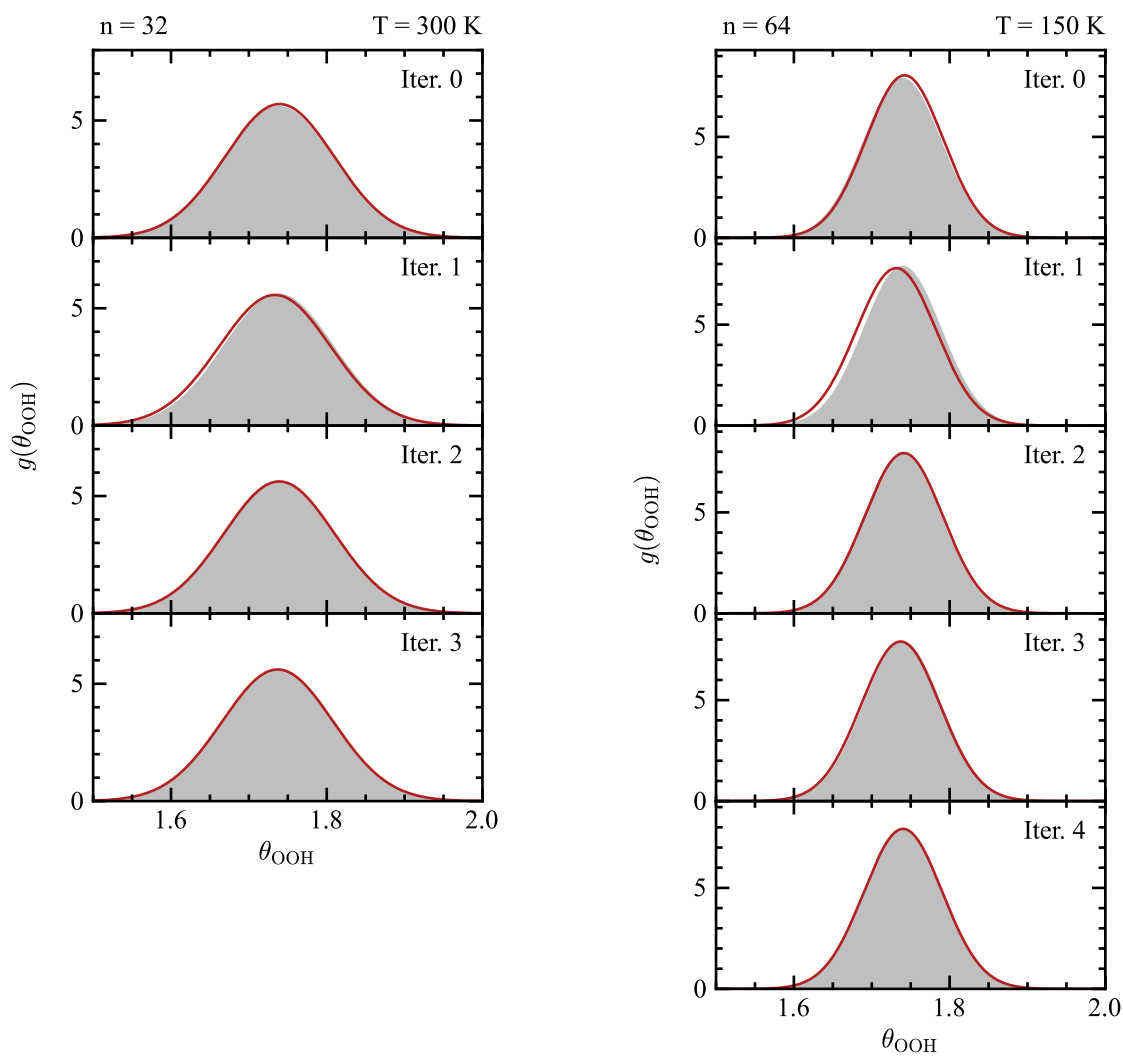 n = 32 T = 300 K
Iter. 0
5
0
Iter. 1
5
0
Iter. 2
5
0
Iter. 3
5
0
1.6 1.8 2.0
θOOH
g(θOOH)
n = 64 T = 150 K
Iter. 0
5
0
Iter. 1
5
0
Iter. 2
5
0
Iter. 3
5
0
Iter. 4
5
0
1.6 1.8 2.0
θOOH
g(θOOH)